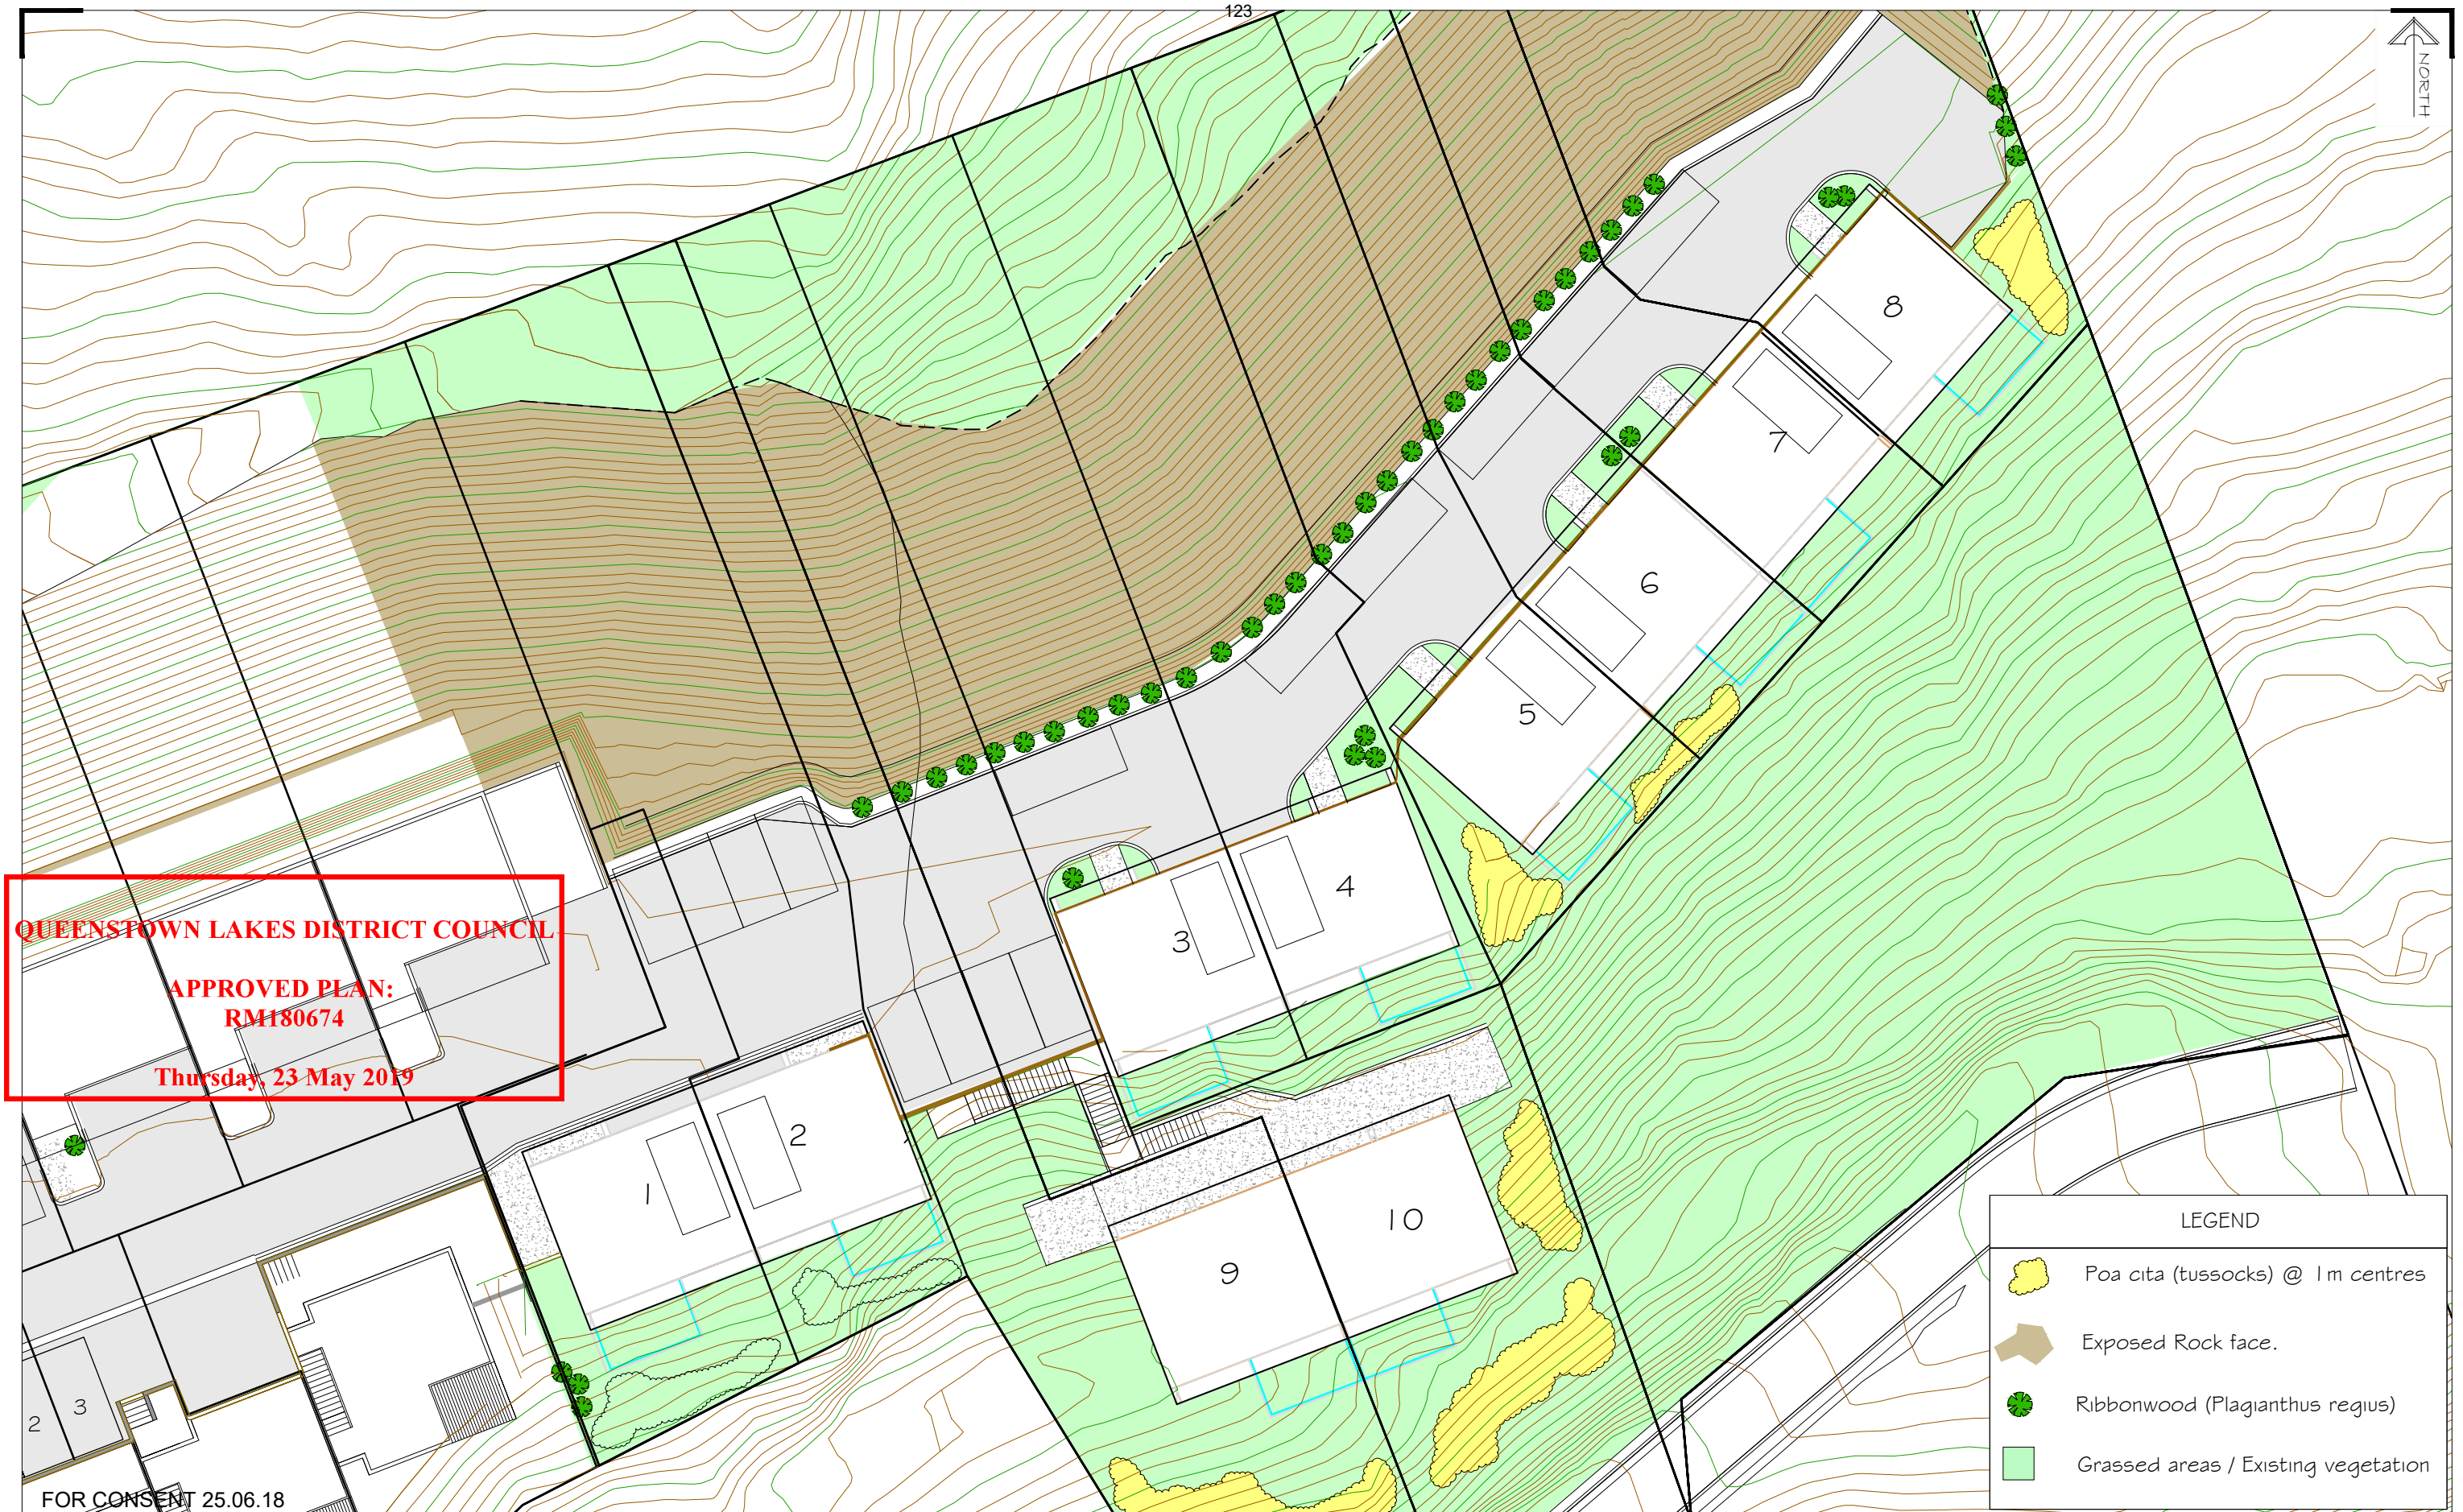 123
NORTH
8
7
6
5
4
3
2
1
10
9
QUEENSTOWN LAKES DISTRICT COUNCIL
APPROVED PLAN:
RM180674
Thursday, 23 May 2019
2
3
LEGEND
Poa cita (tussocks) @ 1m centres
Exposed Rock face.
Ribbonwood (Plagianthus regius)
Grassed areas / Existing vegetation
FOR CONSENT 25.06.18